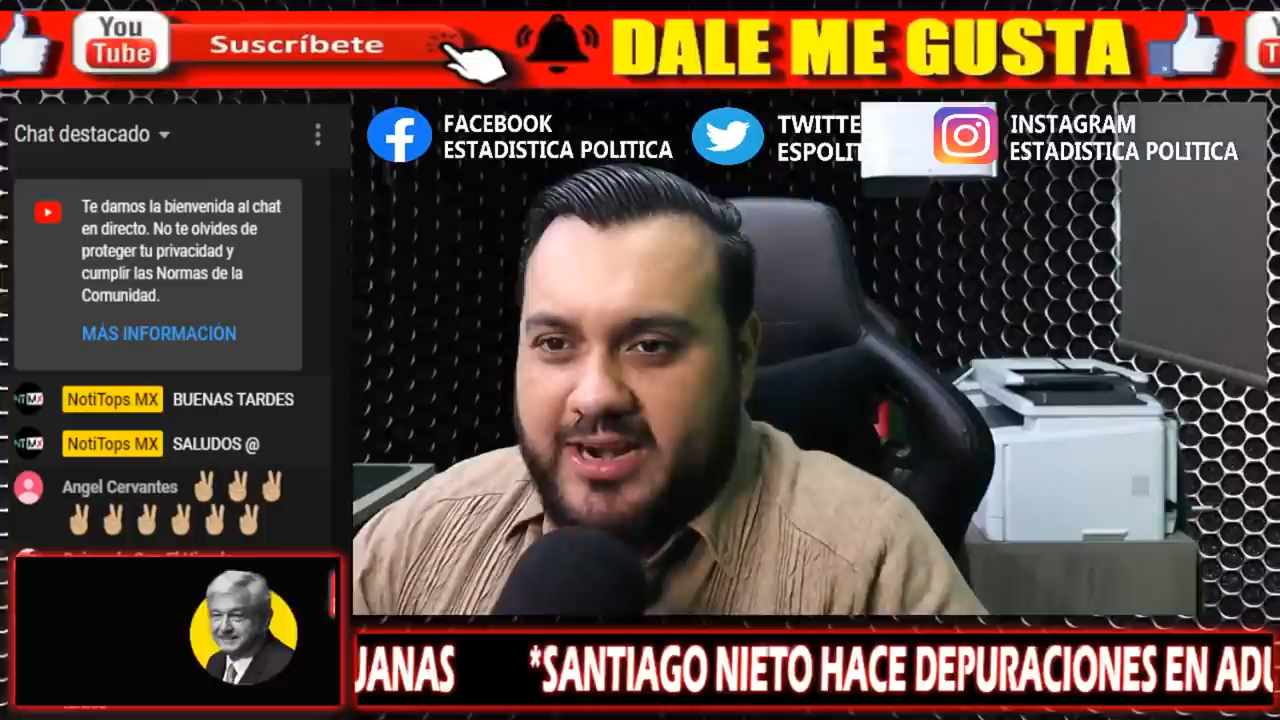 You
Tube
Suscríbete
DALE ME GUSTA
Chat destacado
FACEBOOK
ESTADISTICA POLITICA
TWITTE
ESPOLIT
INSTAGRAM
ESTADISTICA POLITICA
Te damos la bienvenida al chat
en directo. No te olvides de
proteger tu privacidad y
cumplir las Normas de la
Comunidad.
MÁS INFORMACIÓN
NotiTops MX BUENAS TARDES
NotiTops MX SALUDOS @
Angel Cervantes ✌🏼✌🏼✌🏼
✌🏼✌🏼✌🏼✌🏼✌🏼✌🏼
JANAS *SANTIAGO NIETO HACE DEPURACIONES EN ADU